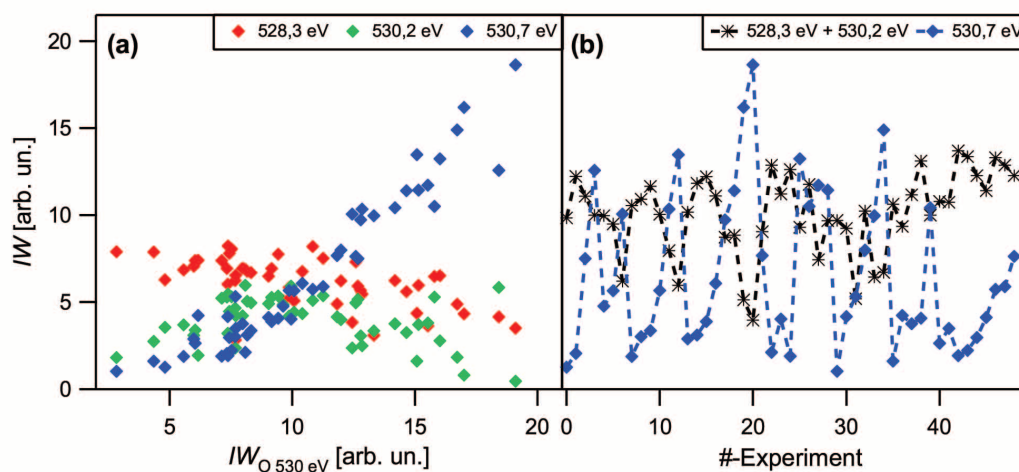 (a)
528,3 eV 530,2 eV 530,7 eV
(b)
528,3 eV + 530,2 eV 530,7 eV
20
15
10
5
0
IW [arb. un.]
5 10 15 20
IW O 530 eV [arb. un.]
0 10 20 30 40
#-Experiment